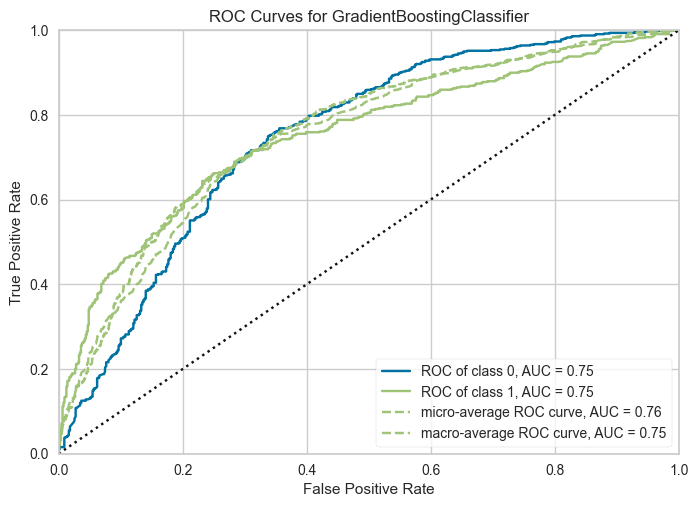 ROC Curves for GradientBoostingClassifier
True Positive Rate
1.0
0.8
0.6
0.4
0.2
0.0
0.0 0.2 0.4 0.6 0.8 1.0
False Positive Rate
ROC of class 0, AUC = 0.75
ROC of class 1, AUC = 0.75
micro-average ROC curve, AUC = 0.76
macro-average ROC curve, AUC = 0.75